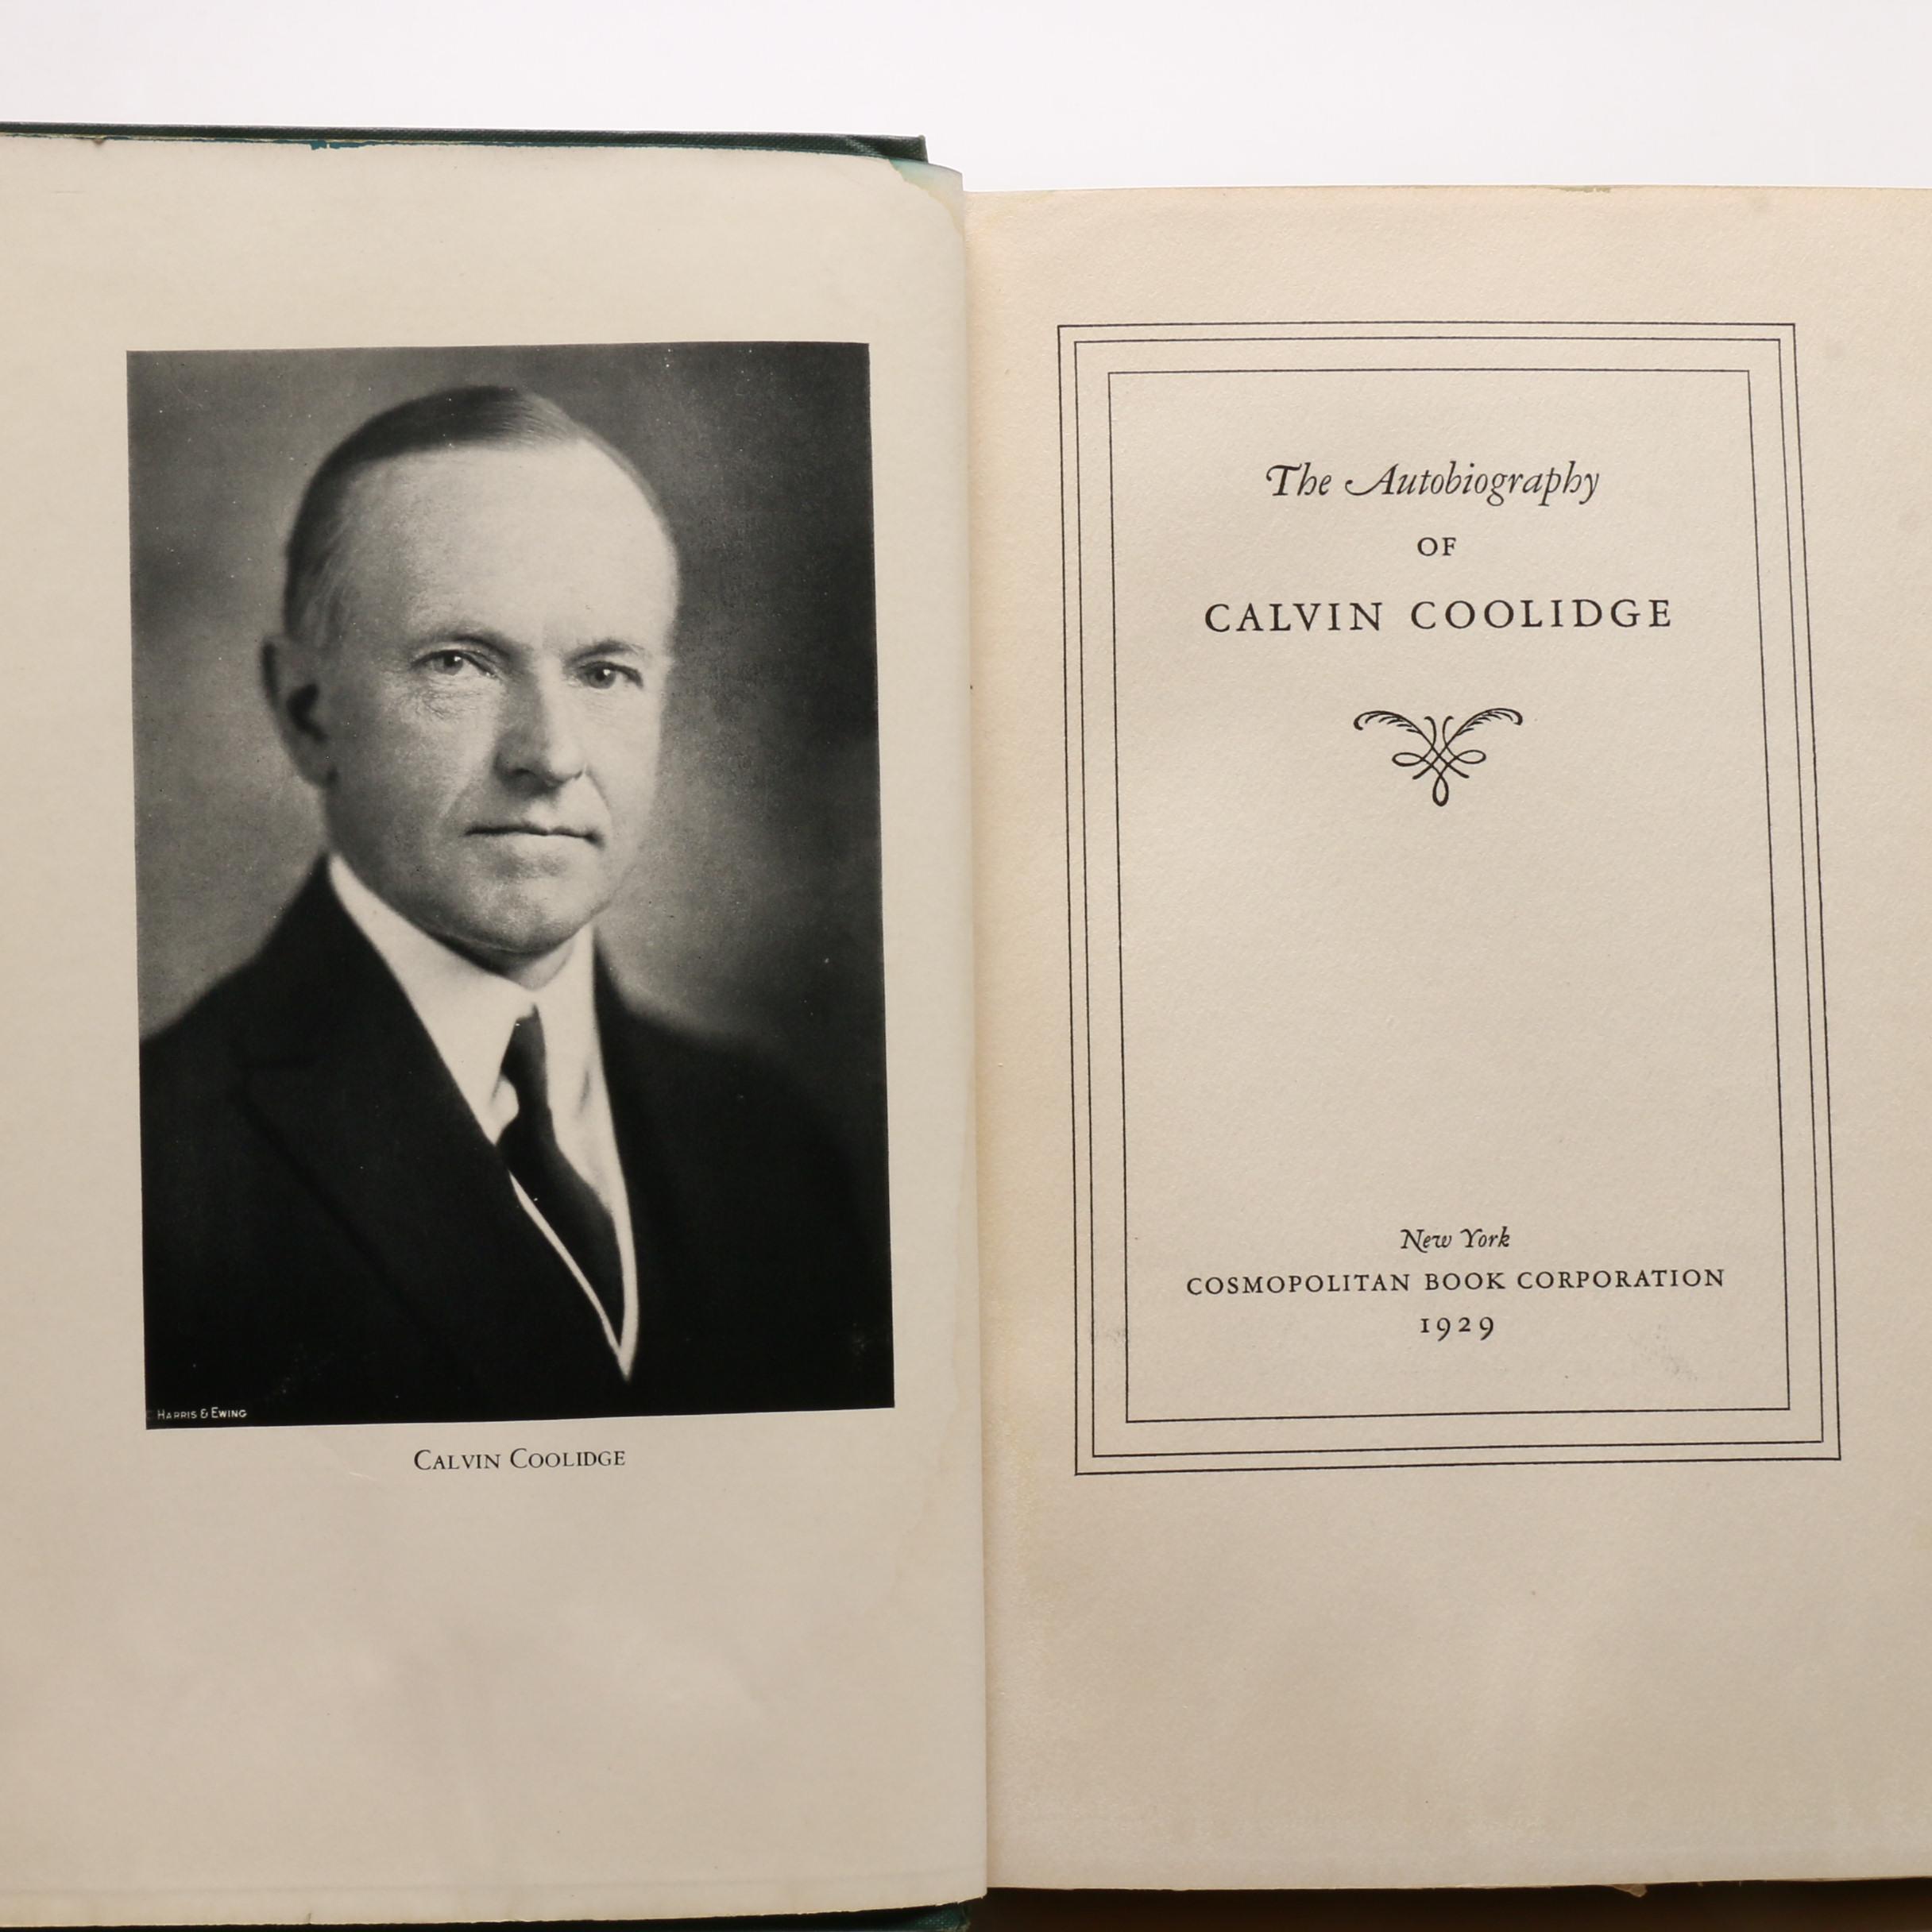 © HARRIS & EWING
CALVIN COOLIDGE
The Autobiography
OF
CALVIN COOLIDGE
New York
COSMOPOLITAN BOOK CORPORATION
1929